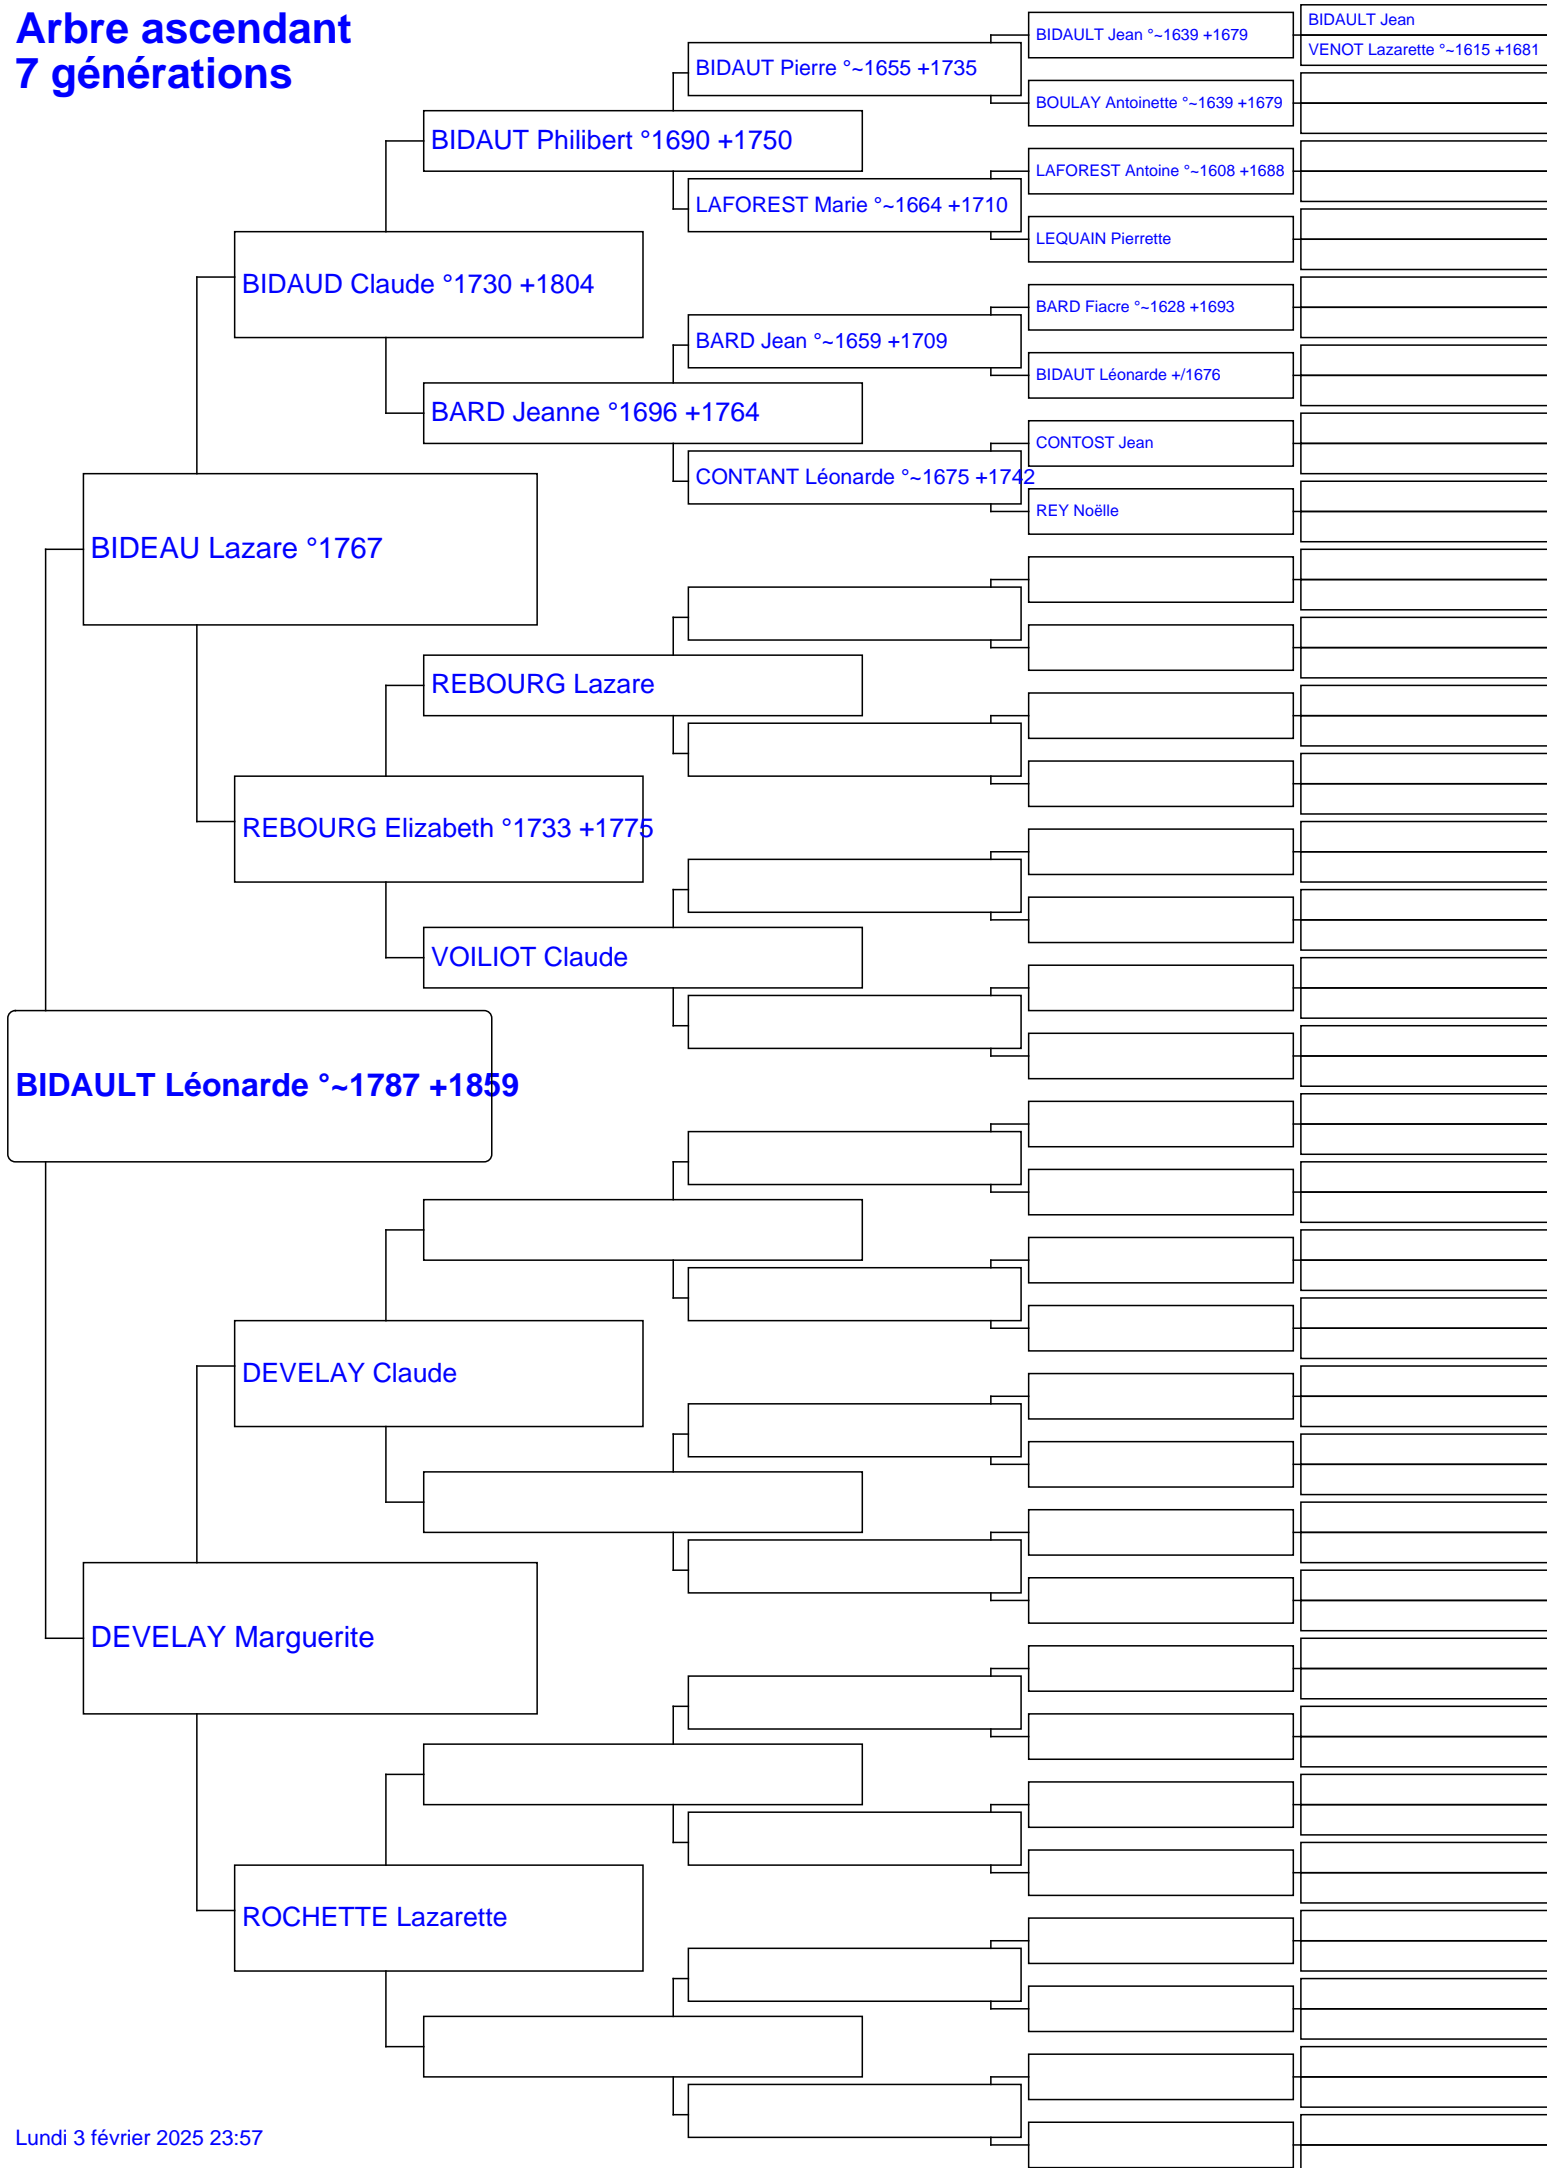 Arbre ascendant
7 générations
BIDAULT Jean
VENOT Lazarette °~1615 +1681
BIDAULT Jean °~1639 +1679
BIDAUT Pierre °~1655 +1735
BOULAY Antoinette °~1639 +1679
BIDAUT Philibert °1690 +1750
LAFOREST Antoine °~1608 +1688
LAFOREST Marie °~1664 +1710
LEQUAIN Pierrette
BIDAUD Claude °1730 +1804
BARD Fiacre °~1628 +1693
BARD Jean °~1659 +1709
BIDAUT Léonarde +/1676
BARD Jeanne °1696 +1764
CONTOST Jean
CONTANT Léonarde °~1675 +1742
REY Noëlle
BIDEAU Lazare °1767
REBOURG Lazare
REBOURG Elizabeth °1733 +1775
VOILIOT Claude
BIDAULT Léonarde °~1787 +1859
DEVELAY Claude
DEVELAY Marguerite
ROCHETTE Lazarette
Lundi 3 février 2025 23:57